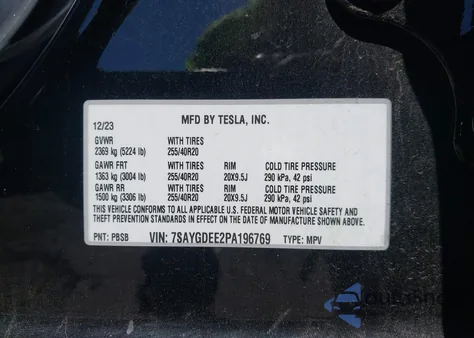 12/23 MFD BY TESLA, INC.
GVWR WITH TIRES
2369 kg (5224 lb) 255/40R20
GAWR FRT WITH TIRES RIM COLD TIRE PRESSURE
1363 kg (3004 lb) 255/40R20 20X9.5J 290 kPa, 42 psi
GAWR RR WITH TIRES RIM COLD TIRE PRESSURE
1500 kg (3306 lb) 255/40R20 20X9.5J 290 kPa, 42 psi
THIS VEHICLE CONFORMS TO ALL APPLICABLE U.S. FEDERAL MOTOR VEHICLE SAFETY AND
THEFT PREVENTION STANDARDS IN EFFECT ON THE DATE OF MANUFACTURE SHOWN ABOVE.
PNT: PBSB VIN: 7SAYGDEE2PA196769 TYPE: MPV